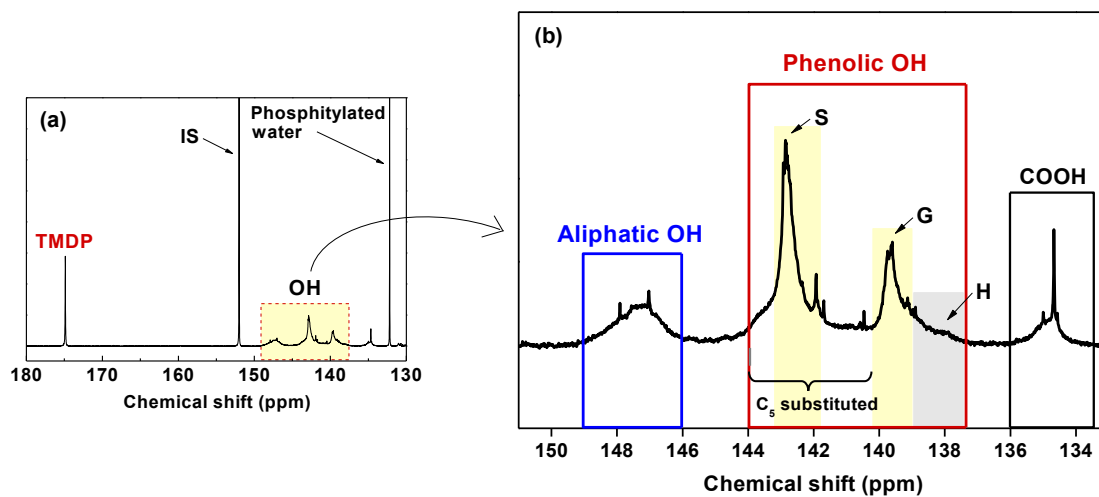 (a)
IS
Phosphitylated
water
TMDP
OH
180 170 160 150 140 130
Chemical shift (ppm)
(b)
Phenolic OH
S
COOH
Aliphatic OH
G
H
C5 substituted
150 148 146 144 142 140 138 136 134
Chemical shift (ppm)